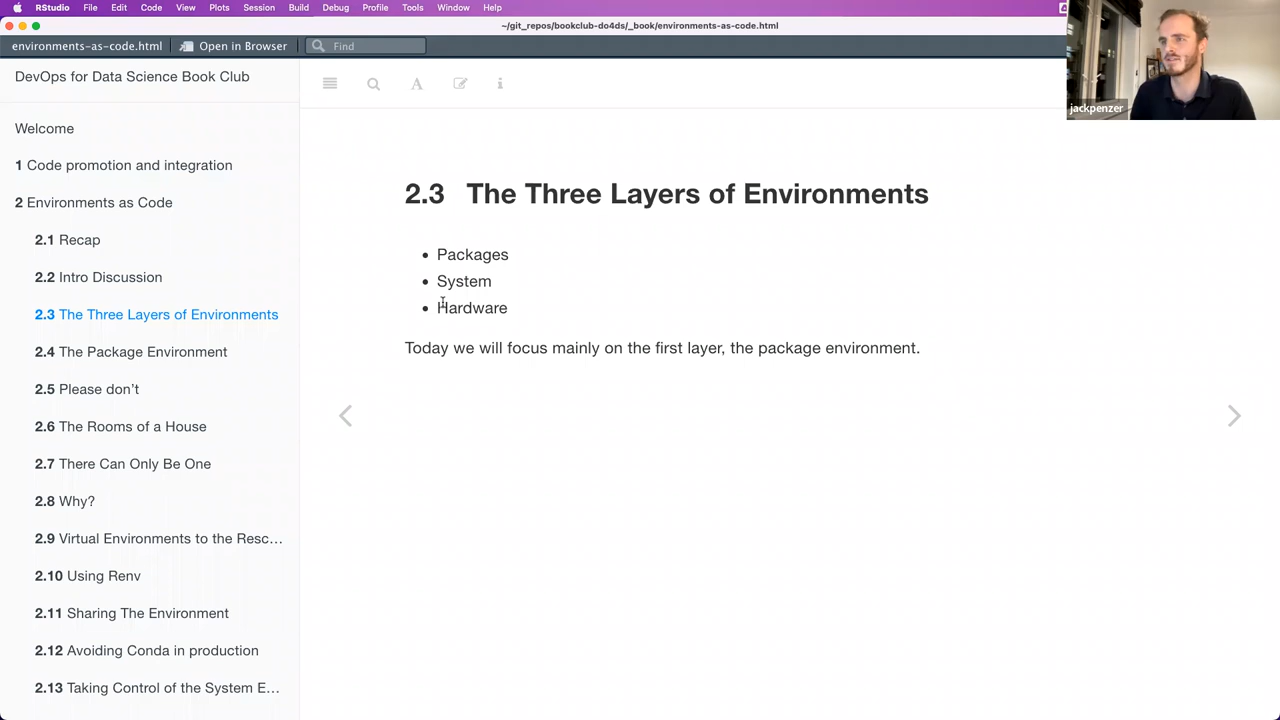 RStudio File Edit Code View Plots Session Build Debug Profile Tools Window Help
~/git_repos/bookclub-do4ds/_book/environments-as-code.html
environments-as-code.html Open in Browser Find
jackpenzer
DevOps for Data Science Book Club
Welcome
1 Code promotion and integration
2 Environments as Code
2.1 Recap
2.2 Intro Discussion
2.3 The Three Layers of Environments
2.4 The Package Environment
2.5 Please don't
2.6 The Rooms of a House
2.7 There Can Only Be One
2.8 Why?
2.9 Virtual Environments to the Resc…
2.10 Using Renv
2.11 Sharing The Environment
2.12 Avoiding Conda in production
2.13 Taking Control of the System E…
2.3 The Three Layers of Environments
• Packages
• System
• Hardware
Today we will focus mainly on the first layer, the package environment.